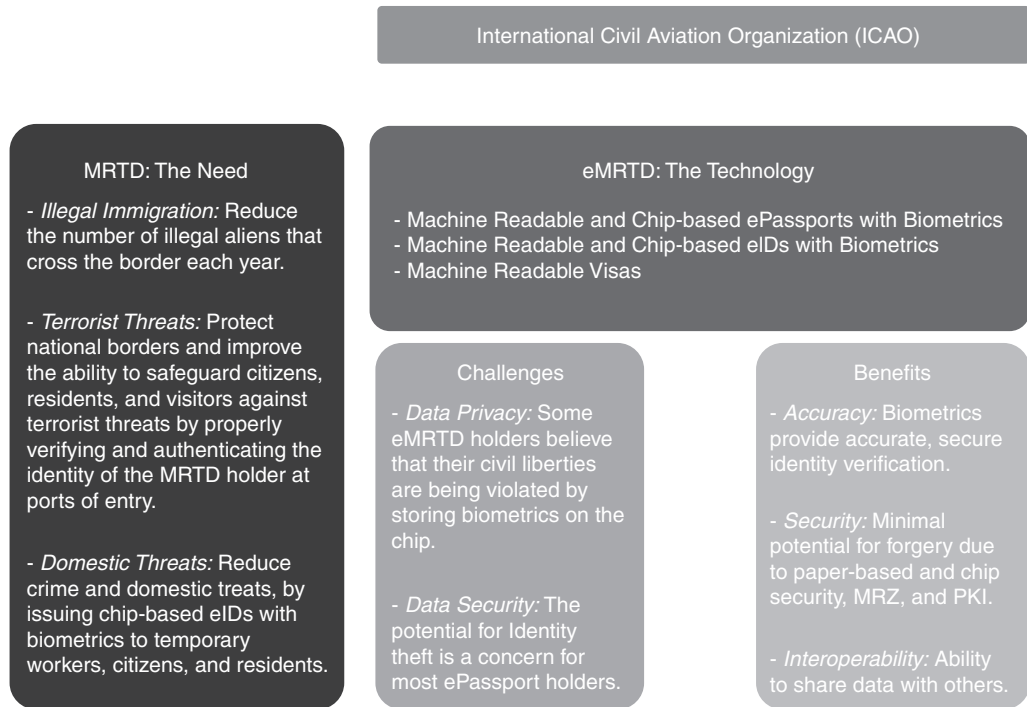 International Civil Aviation Organization (ICAO)
MRTD: The Need
- Illegal Immigration: Reduce
the number of illegal aliens that
cross the border each year.
- Terrorist Threats: Protect
national borders and improve
the ability to safeguard citizens,
residents, and visitors against
terrorist threats by properly
verifying and authenticating the
identity of the MRTD holder at
ports of entry.
- Domestic Threats: Reduce
crime and domestic treats, by
issuing chip-based eIDs with
biometrics to temporary
workers, citizens, and residents.
eMRTD: The Technology
- Machine Readable and Chip-based ePassports with Biometrics
- Machine Readable and Chip-based eIDs with Biometrics
- Machine Readable Visas
Challenges
- Data Privacy: Some
eMRTD holders believe
that their civil liberties
are being violated by
storing biometrics on the
chip.
- Data Security: The
potential for Identity
theft is a concern for
most ePassport holders.
Benefits
- Accuracy: Biometrics
provide accurate, secure
identity verification.
- Security: Minimal
potential for forgery due
to paper-based and chip
security, MRZ, and PKI.
- Interoperability: Ability
to share data with others.